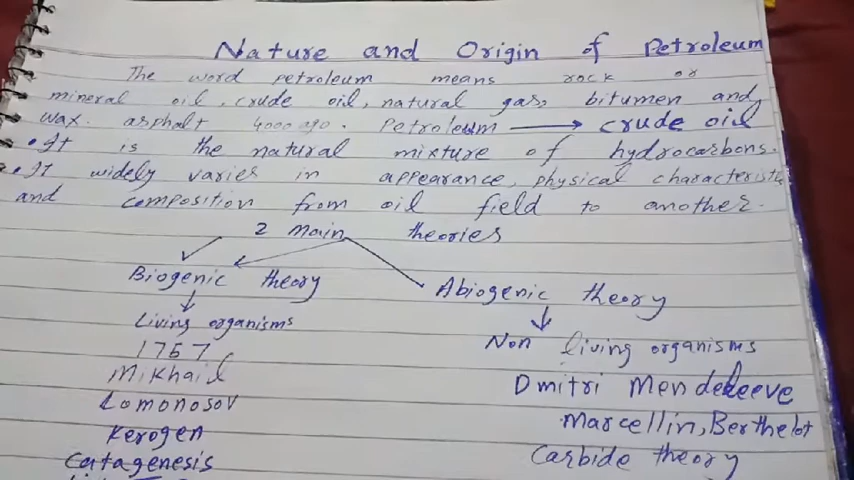 Nature and Origin of Petroleum
The word petroleum means rock or
mineral oil, crude oil, natural gas, bitumen and
wax. asphalt 4000 ago. Petroleum → crude oil
• It is the natural mixture of hydrocarbons.
• It widely varies in appearance, physical characteristic
and composition from oil field to another.
2 main theories
Biogenic theory
Abiogenic theory
Living organisms
Non living organisms
1757
Mikhail
Dmitri Mendeleeve
Lomonosov
Marcellin, Berthelot
Kerogen
Carbide theory
Catagenesis